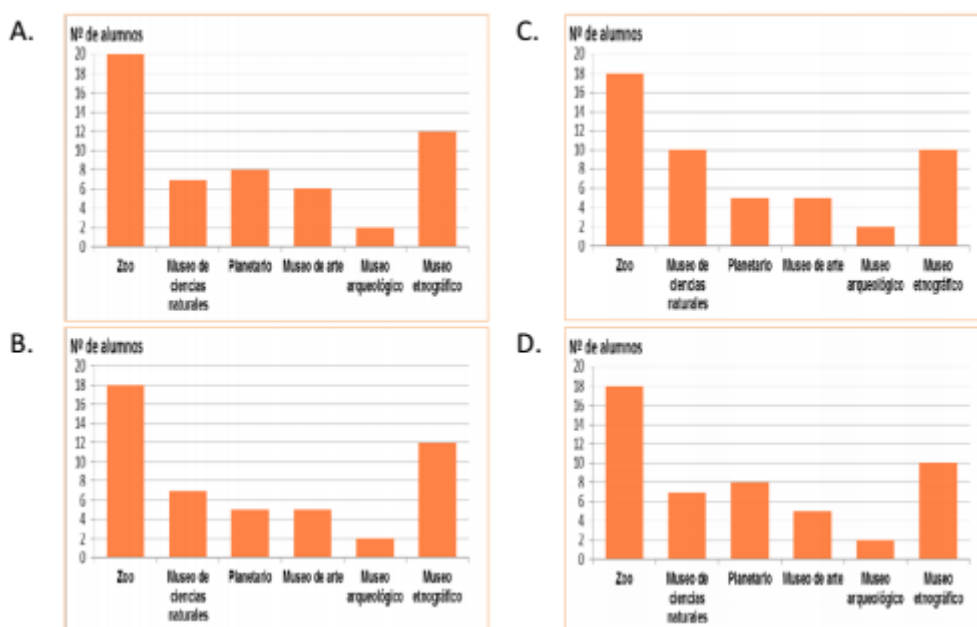 A.
Nº de alumnos
20
18
16
14
12
10
8
6
4
2
0
Zoo
Museo de ciencias naturales
Planetario
Museo de arte
Museo arqueológico
Museo etnográfico
C.
Nº de alumnos
20
18
16
14
12
10
8
6
4
2
0
Zoo
Museo de ciencias naturales
Planetario
Museo de arte
Museo arqueológico
Museo etnográfico
B.
Nº de alumnos
20
18
16
14
12
10
8
6
4
2
0
Zoo
Museo de ciencias naturales
Planetario
Museo de arte
Museo arqueológico
Museo etnográfico
D.
Nº de alumnos
20
18
16
14
12
10
8
6
4
2
0
Zoo
Museo de ciencias naturales
Planetario
Museo de arte
Museo arqueológico
Museo etnográfico